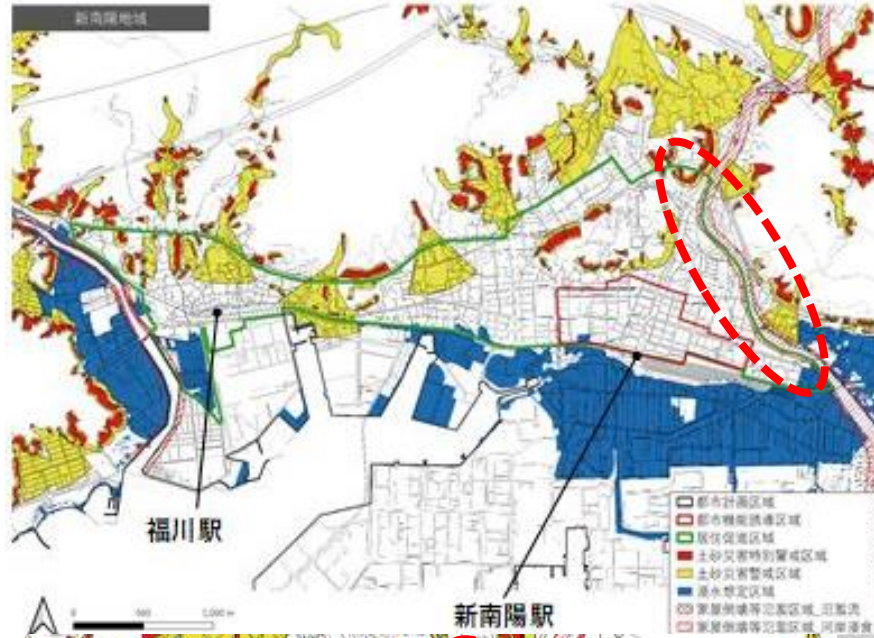 新南陽地域
福川駅
新南陽駅
都市計画区域
都市機能誘導区域
居住促進区域
土砂災害特別警戒区域
土砂災害警戒区域
浸水想定区域
家屋倒壊等氾濫区域_氾濫流
家屋倒壊等氾濫区域_河岸浸食
0 500 1,000 m